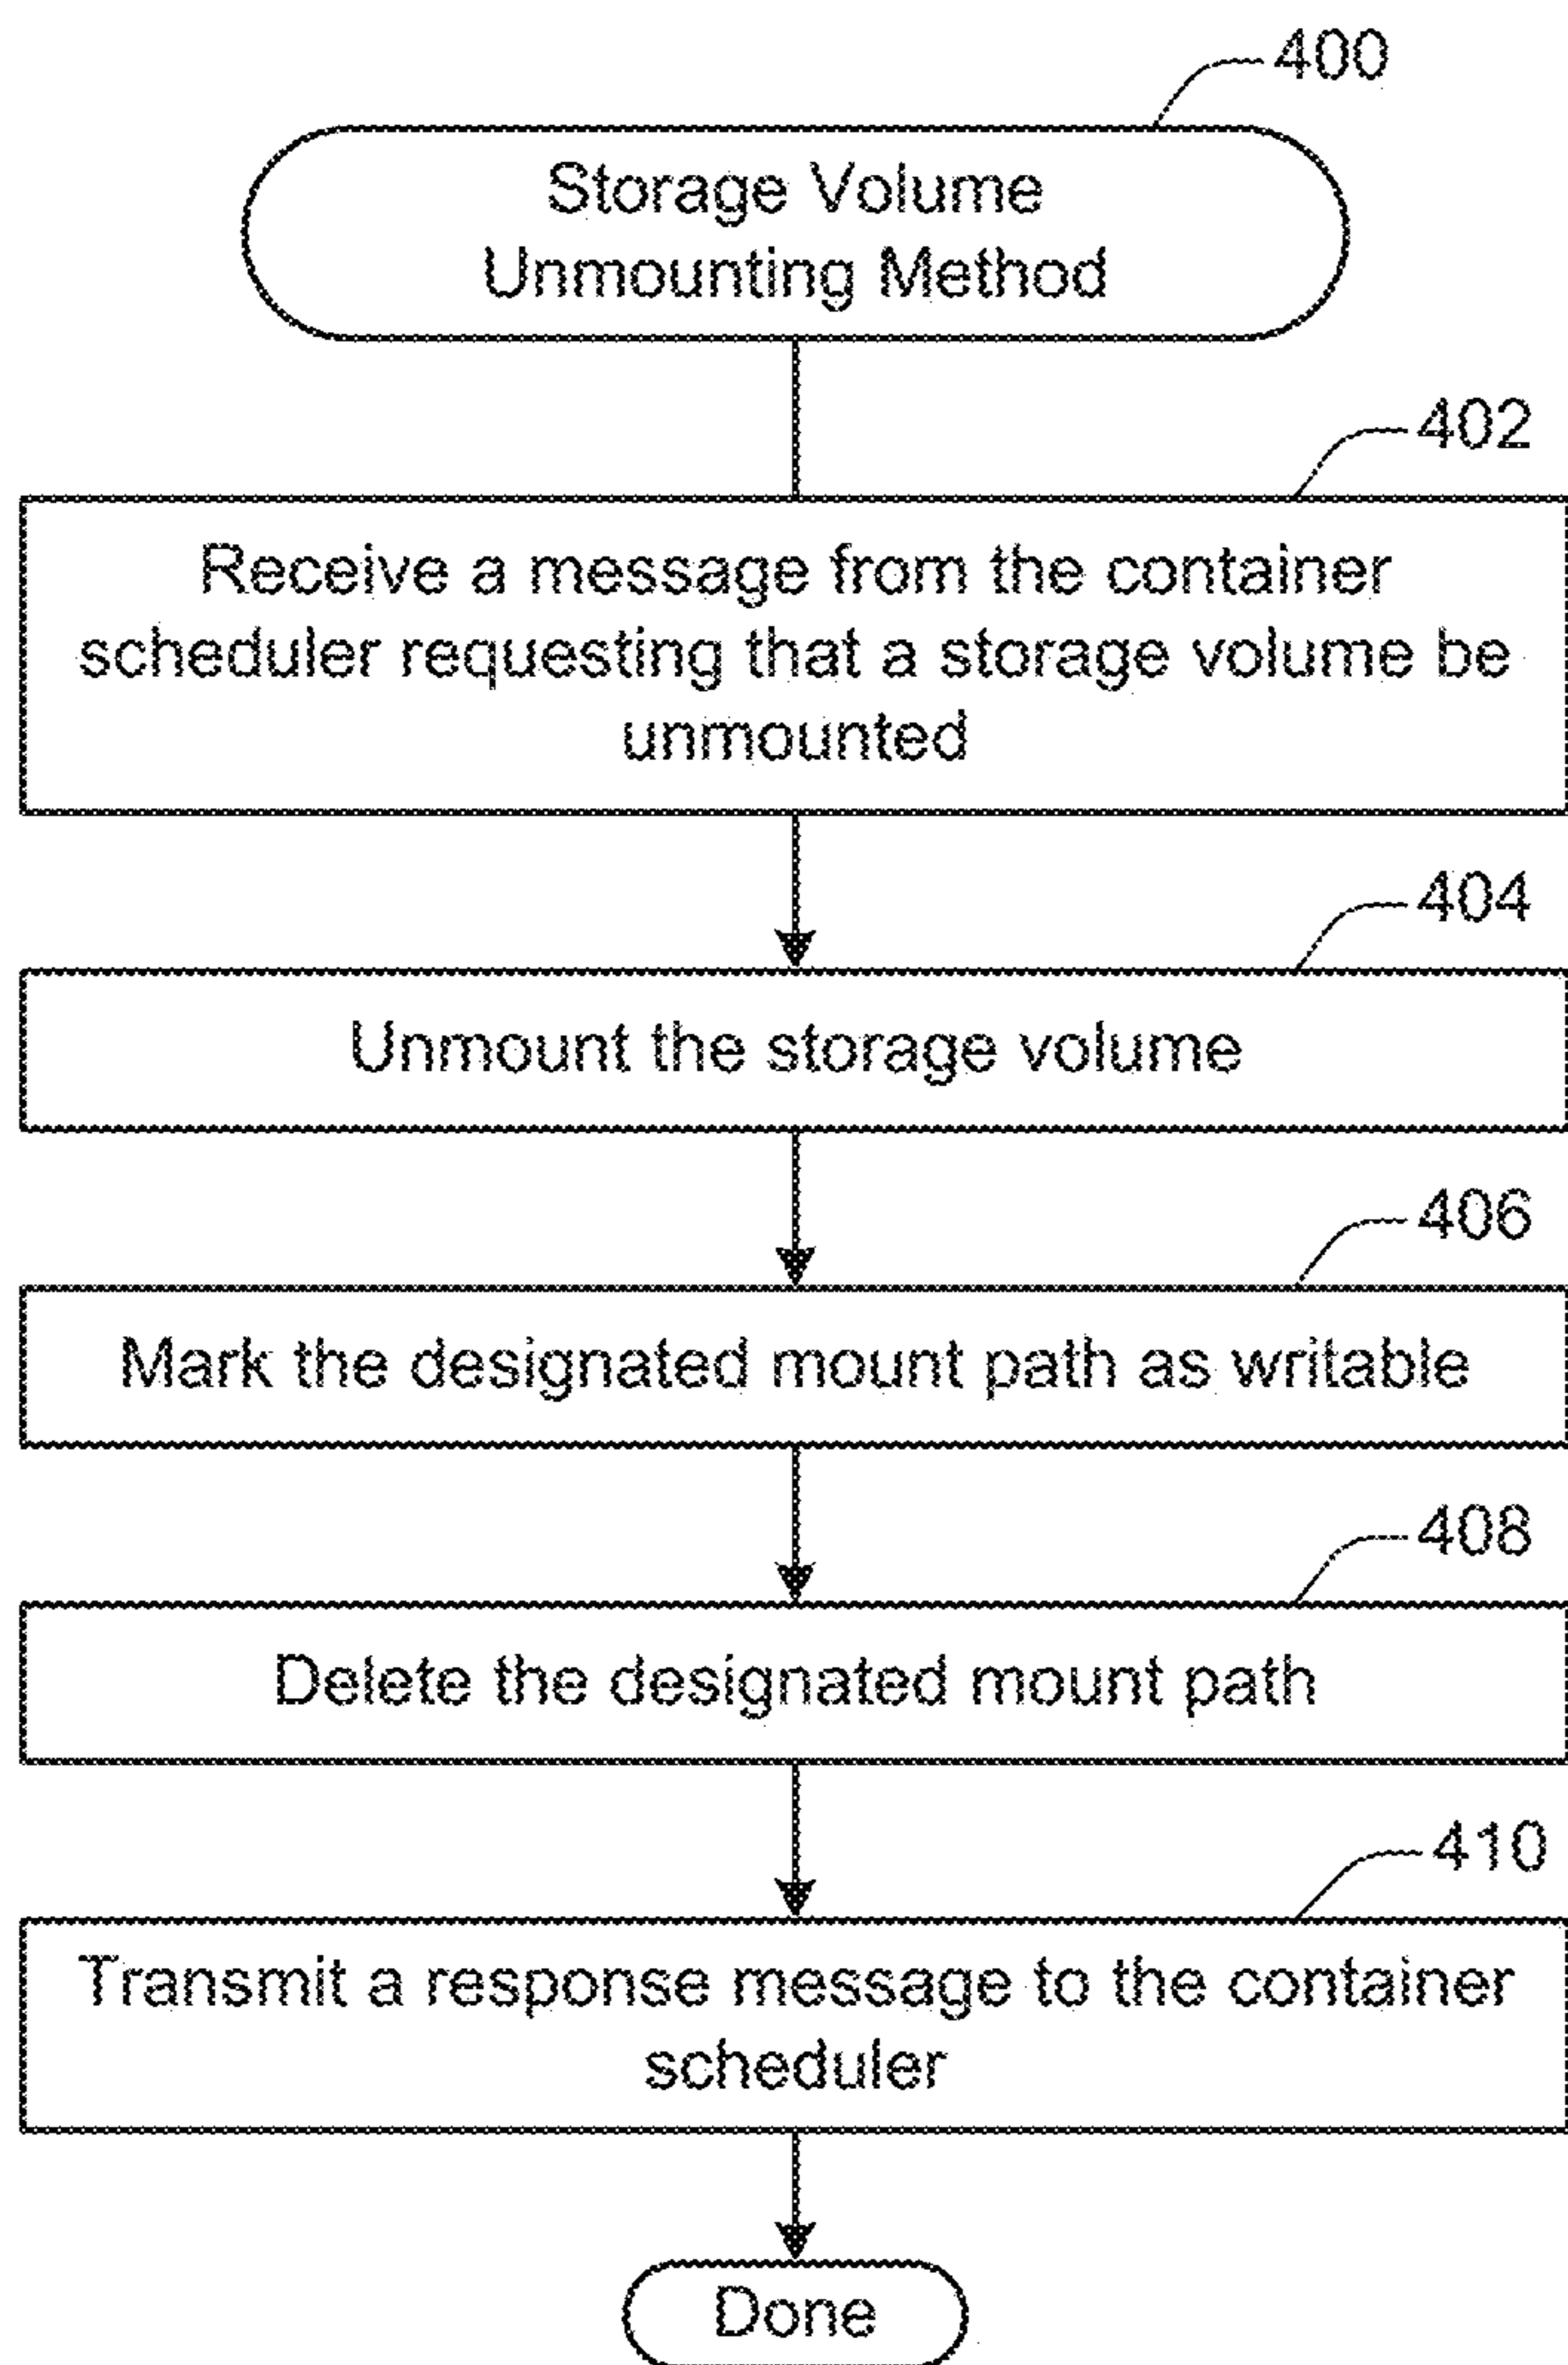 400
Storage Volume
Unmounting Method
402
Receive a message from the container
scheduler requesting that a storage volume be
unmounted
404
Unmount the storage volume
406
Mark the designated mount path as writable
408
Delete the designated mount path
410
Transmit a response message to the container
scheduler
Done